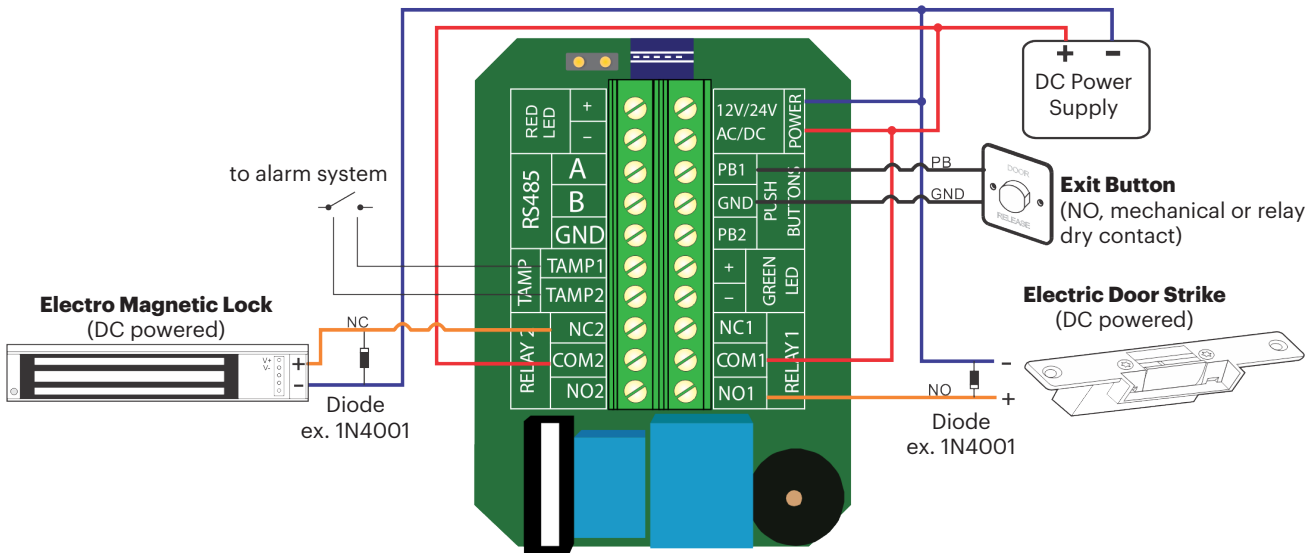 + -
DC Power
Supply
RED
LED
+
−
12V/24V
AC/DC
POWER
to alarm system
RS485
A
B
GND
PB1
GND
PB2
PUSH
BUTTONS
PB
GND
DOOR
RELEASE
Exit Button
(NO, mechanical or relay
dry contact)
TAMP
TAMP1
TAMP2
+
−
GREEN
LED
Electro Magnetic Lock
(DC powered)
V+
V-
+
−
NC
Diode
ex. 1N4001
RELAY 2
NC2
COM2
NO2
NC1
COM1
NO1
RELAY 1
NO
Electric Door Strike
(DC powered)
-
+
Diode
ex. 1N4001